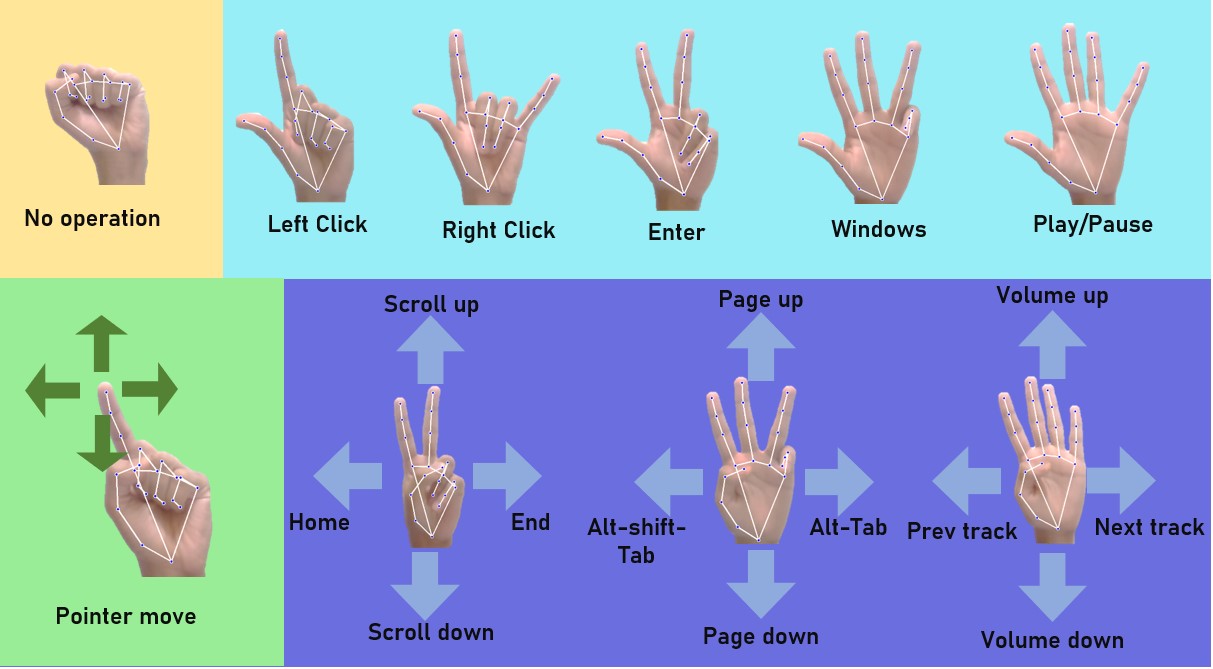 No operation
Left Click
Right Click
Enter
Windows
Play/Pause
Pointer move
Scroll up
Home
End
Scroll down
Page up
Alt-shift-
Tab
Alt-Tab
Page down
Volume up
Prev track
Next track
Volume down